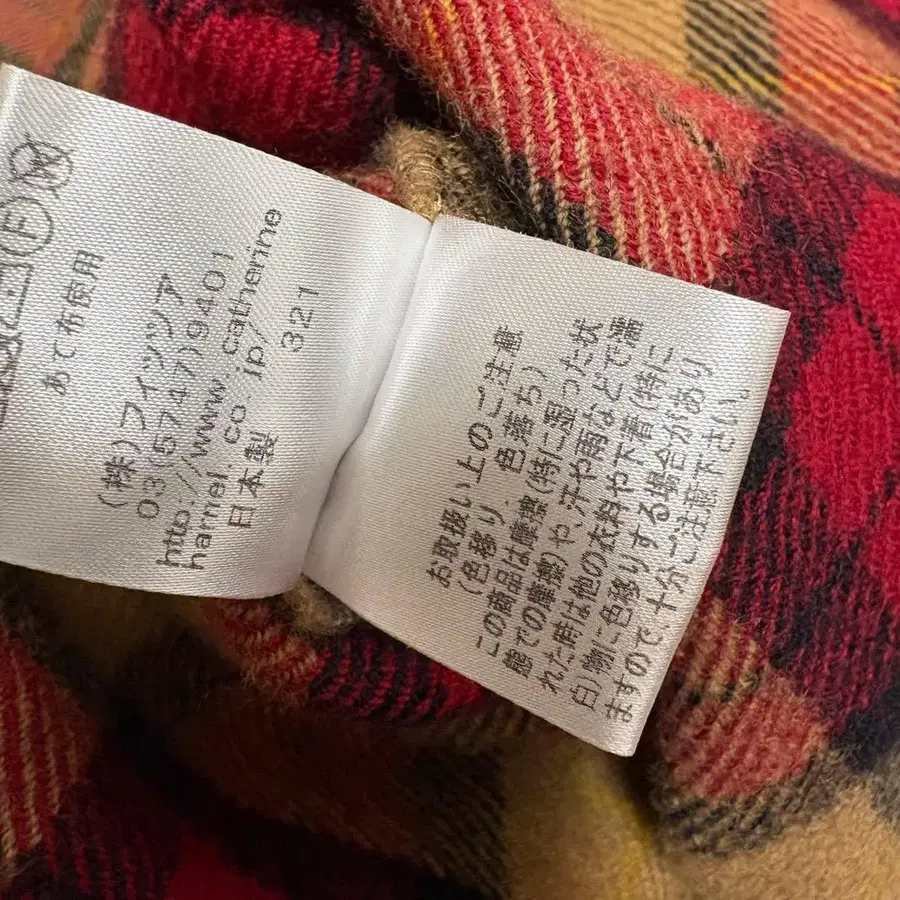 あて布使用
(株)フィッツア
03(5747)9401
http://www.catherine
harmel.co.jp/
日本製 321
お取扱い上のご注意
(色移り、色落ち)
この商品は摩擦(特に湿った状
態での摩擦)や、汗や雨などで濡
れた時は他の衣料や下着(特に
白)物に色移りする場合があり
ますので、十分ご注意下さい。